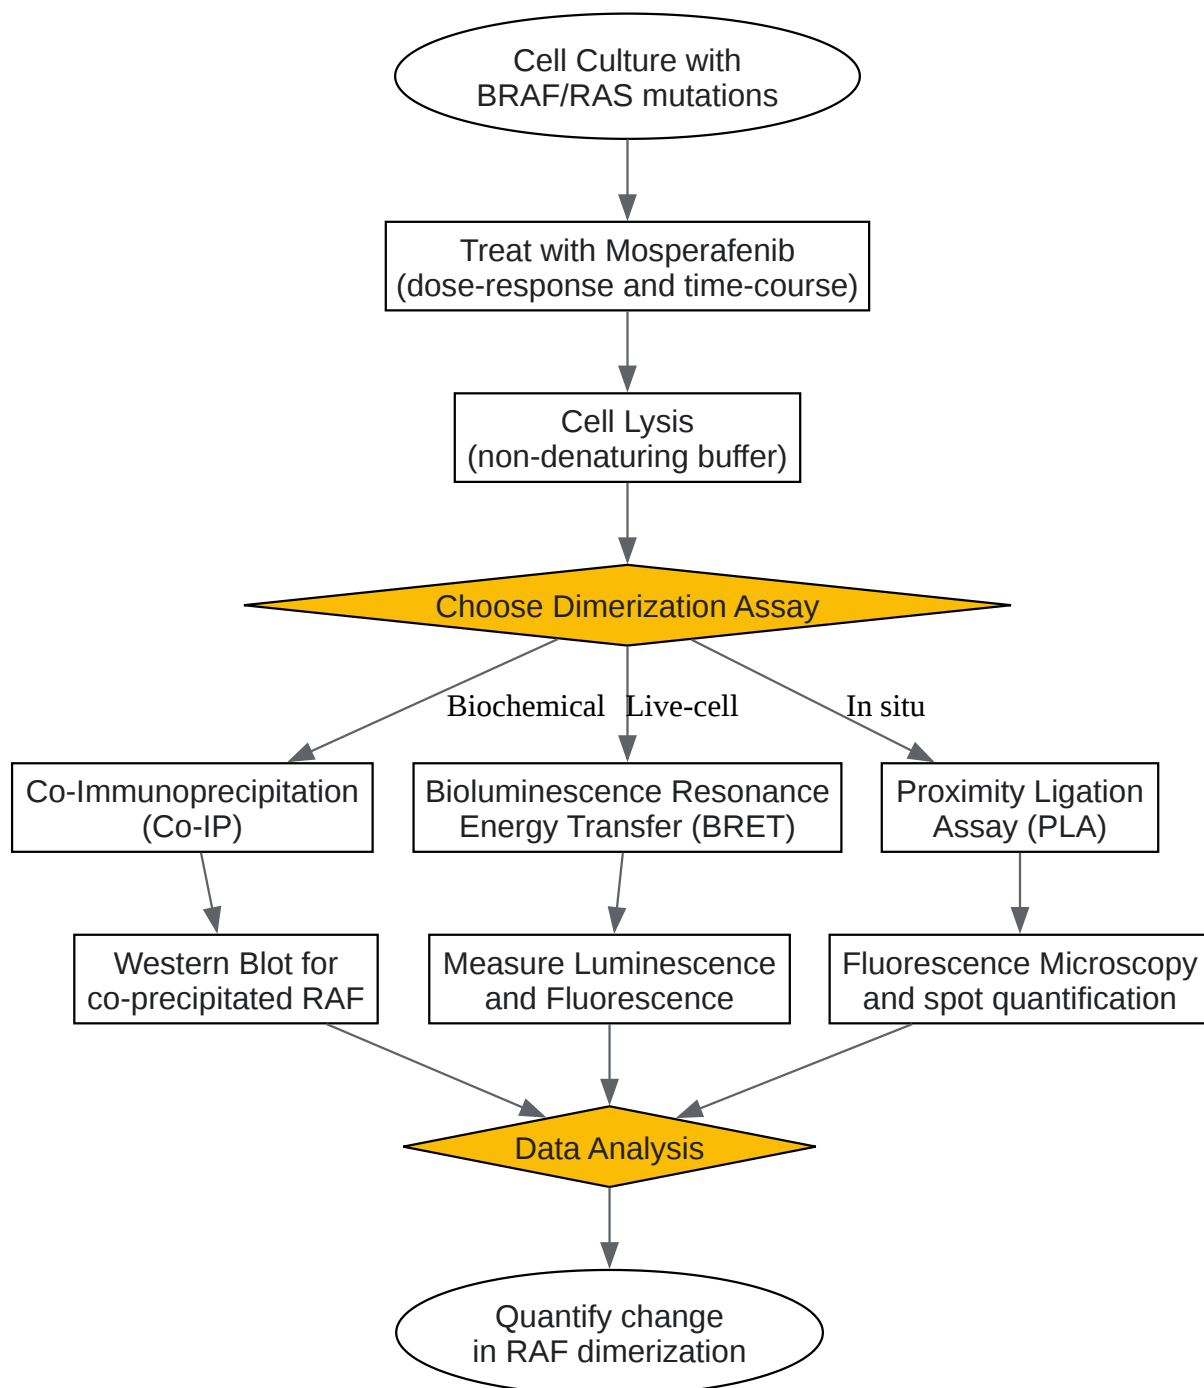 Cell Culture with
BRAF/RAS mutations
Treat with Mosperafenib
(dose-response and time-course)
Cell Lysis
(non-denaturing buffer)
Choose Dimerization Assay
Biochemical
Live-cell
In situ
Co-Immunoprecipitation
(Co-IP)
Bioluminescence Resonance
Energy Transfer (BRET)
Proximity Ligation
Assay (PLA)
Western Blot for
co-precipitated RAF
Measure Luminescence
and Fluorescence
Fluorescence Microscopy
and spot quantification
Data Analysis
Quantify change
in RAF dimerization